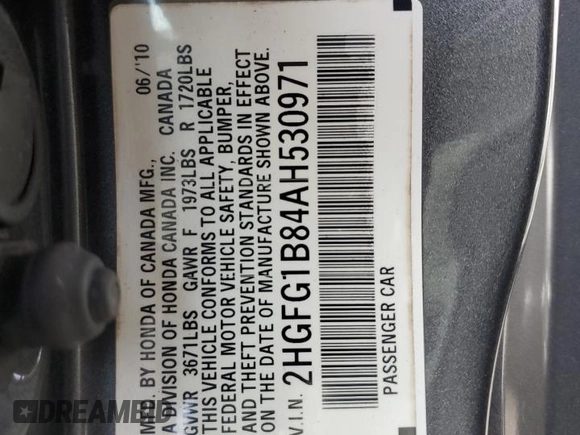 MFD. BY HONDA OF CANADA MFG., 06/'10
A DIVISION OF HONDA CANADA INC. CANADA
GVWR 3671LBS GAWR F 1973LBS R 1720LBS
THIS VEHICLE CONFORMS TO ALL APPLICABLE
FEDERAL MOTOR VEHICLE SAFETY, BUMPER,
AND THEFT PREVENTION STANDARDS IN EFFECT
ON THE DATE OF MANUFACTURE SHOWN ABOVE.
V.I.N. 2HGFG1B84AH530971
PASSENGER CAR
DREAMED